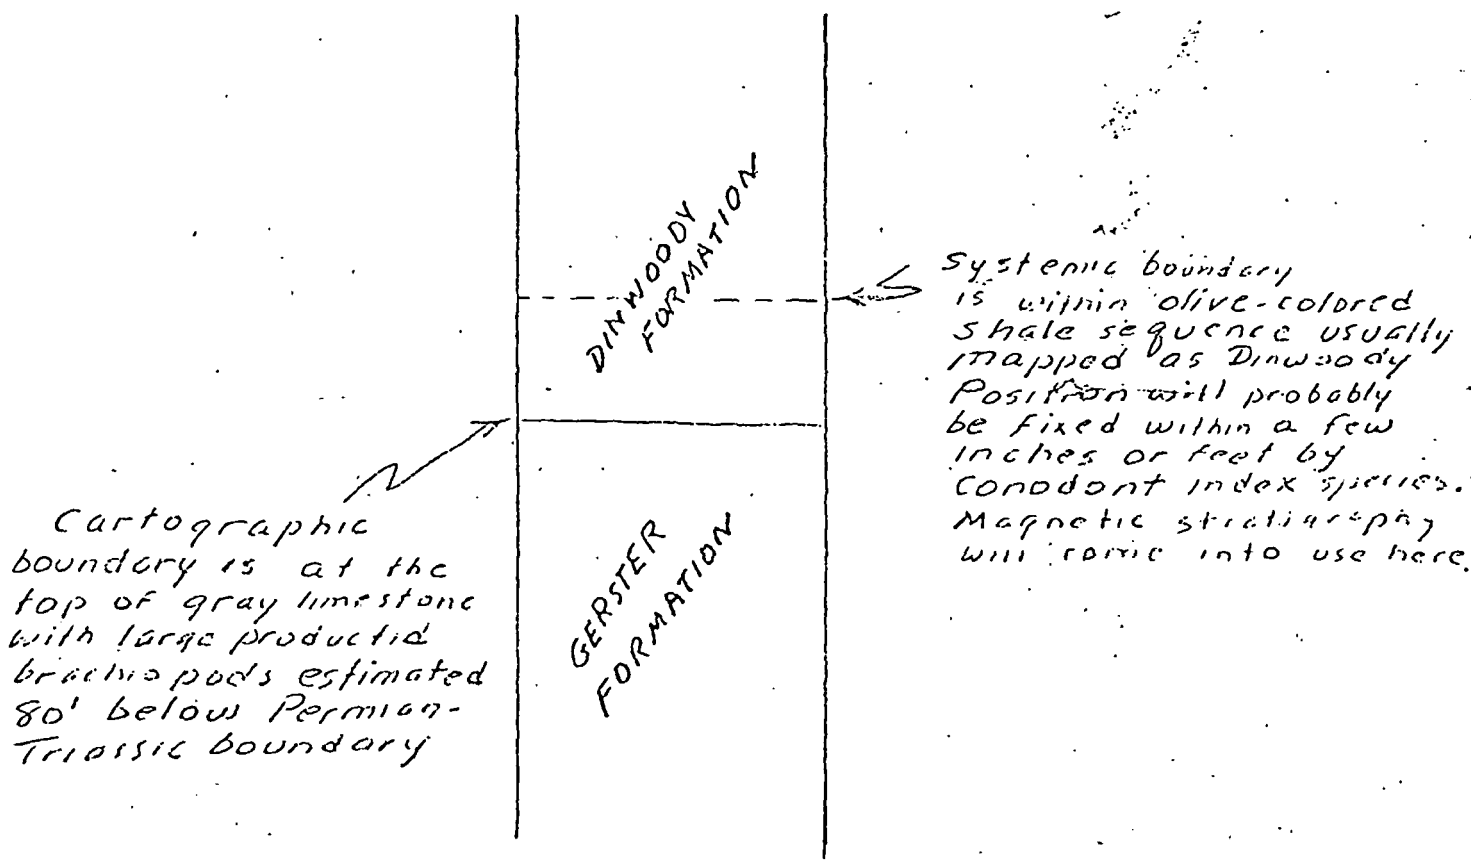 DINWOODY
FORMATION
Systemic boundary
is within olive-colored
shale sequence usually
mapped as Dinwoody
Position will probably
be fixed within a few
inches or feet by
conodont index species.
Magnetic stratigraphy
will come into use here.
Cartographic
boundary is at the
top of gray limestone
with large productid
brachiopods estimated
80' below Permian-
Triassic boundary
GERSTER
FORMATION